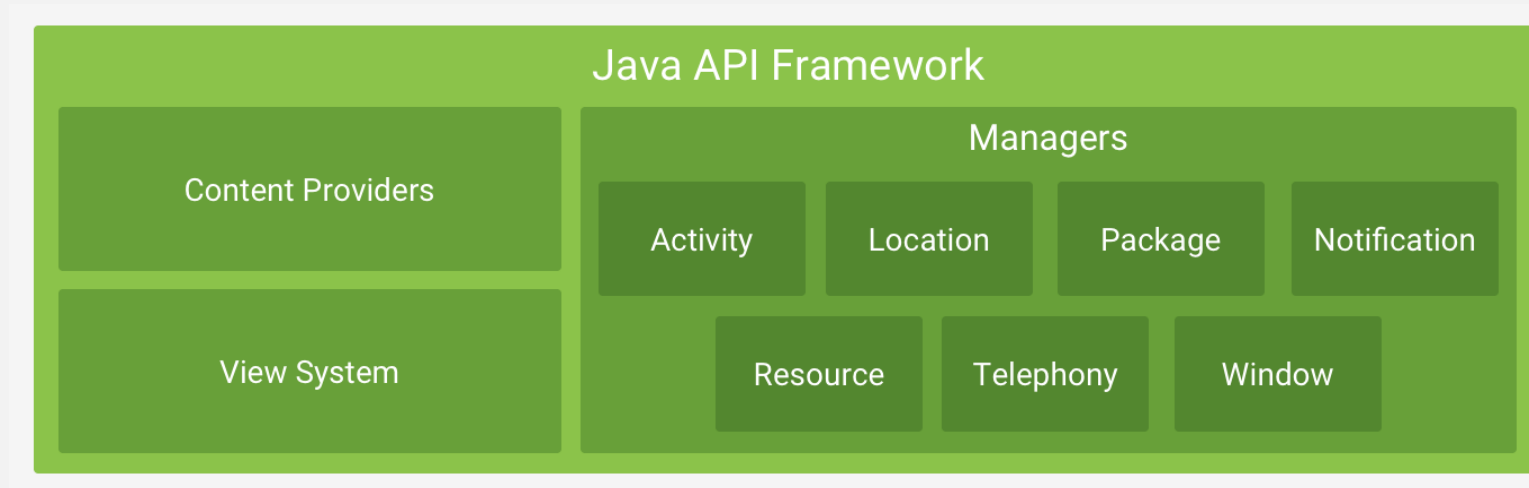 Java API Framework
Content Providers
View System
Managers
Activity
Location
Package
Notification
Resource
Telephony
Window